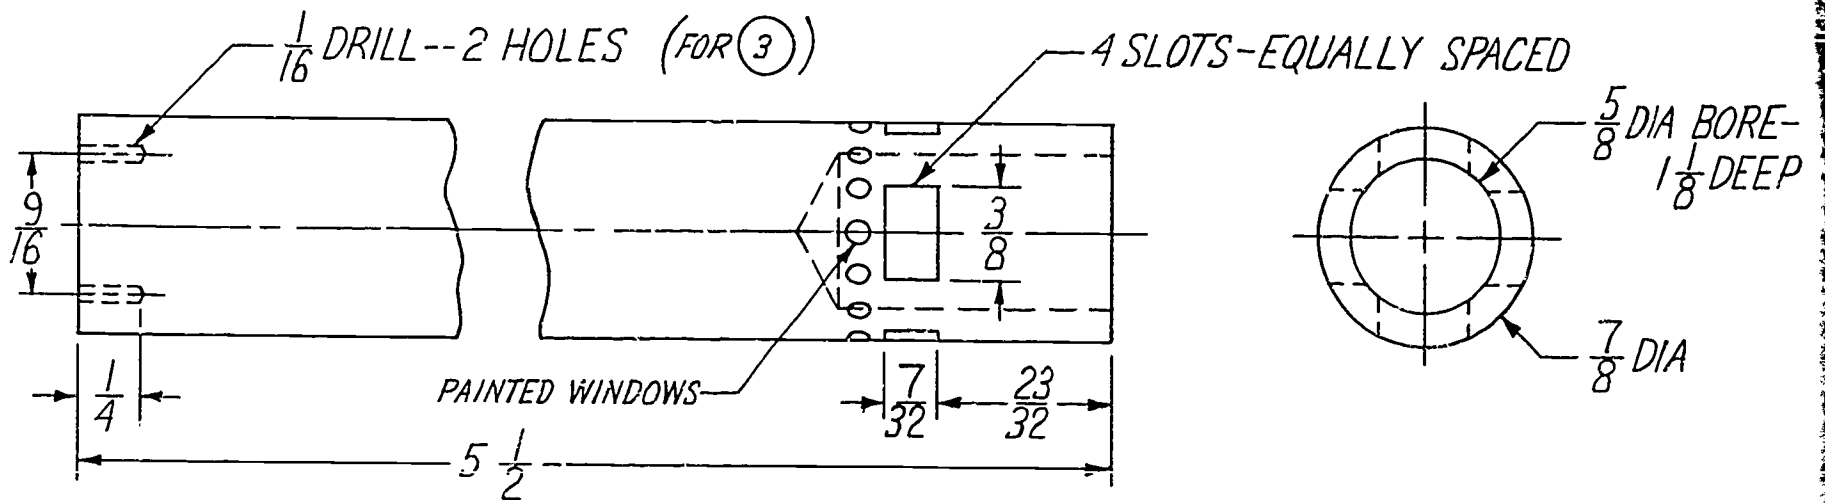 1/16 DRILL--2 HOLES (FOR 3)
4 SLOTS-EQUALLY SPACED
5/8 DIA BORE-
1 1/8 DEEP
9/16
3/8
7/8 DIA
1/4
PAINTED WINDOWS
7/32
23/32
5 1/2